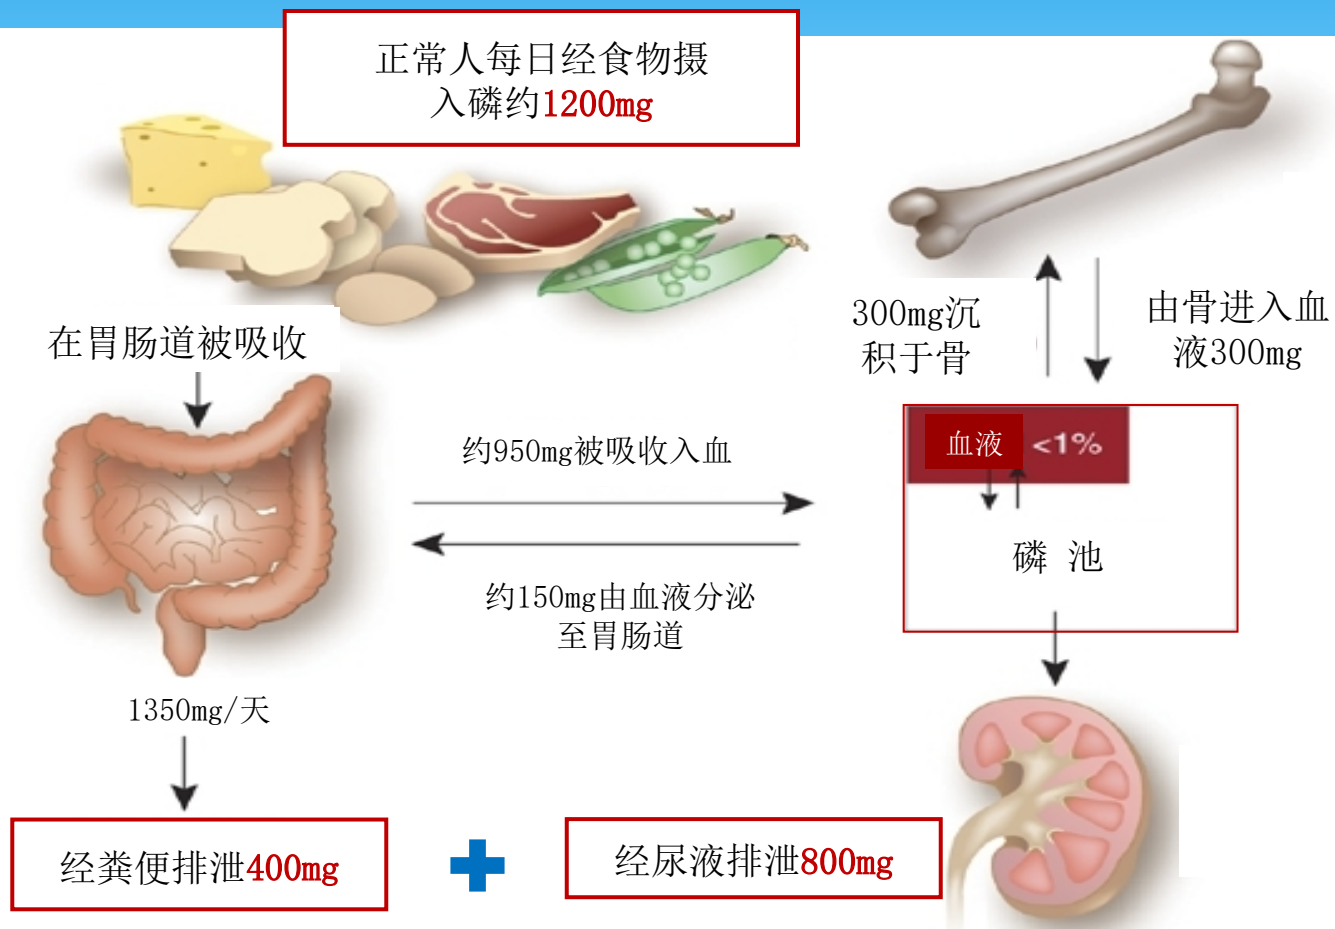 正常人每日经食物摄
入磷约1200mg
在胃肠道被吸收
300mg沉
积于骨
由骨进入血
液300mg
约950mg被吸收入血
血液 <1%
约150mg由血液分泌
至胃肠道
磷 池
1350mg/天
经粪便排泄400mg
经尿液排泄800mg